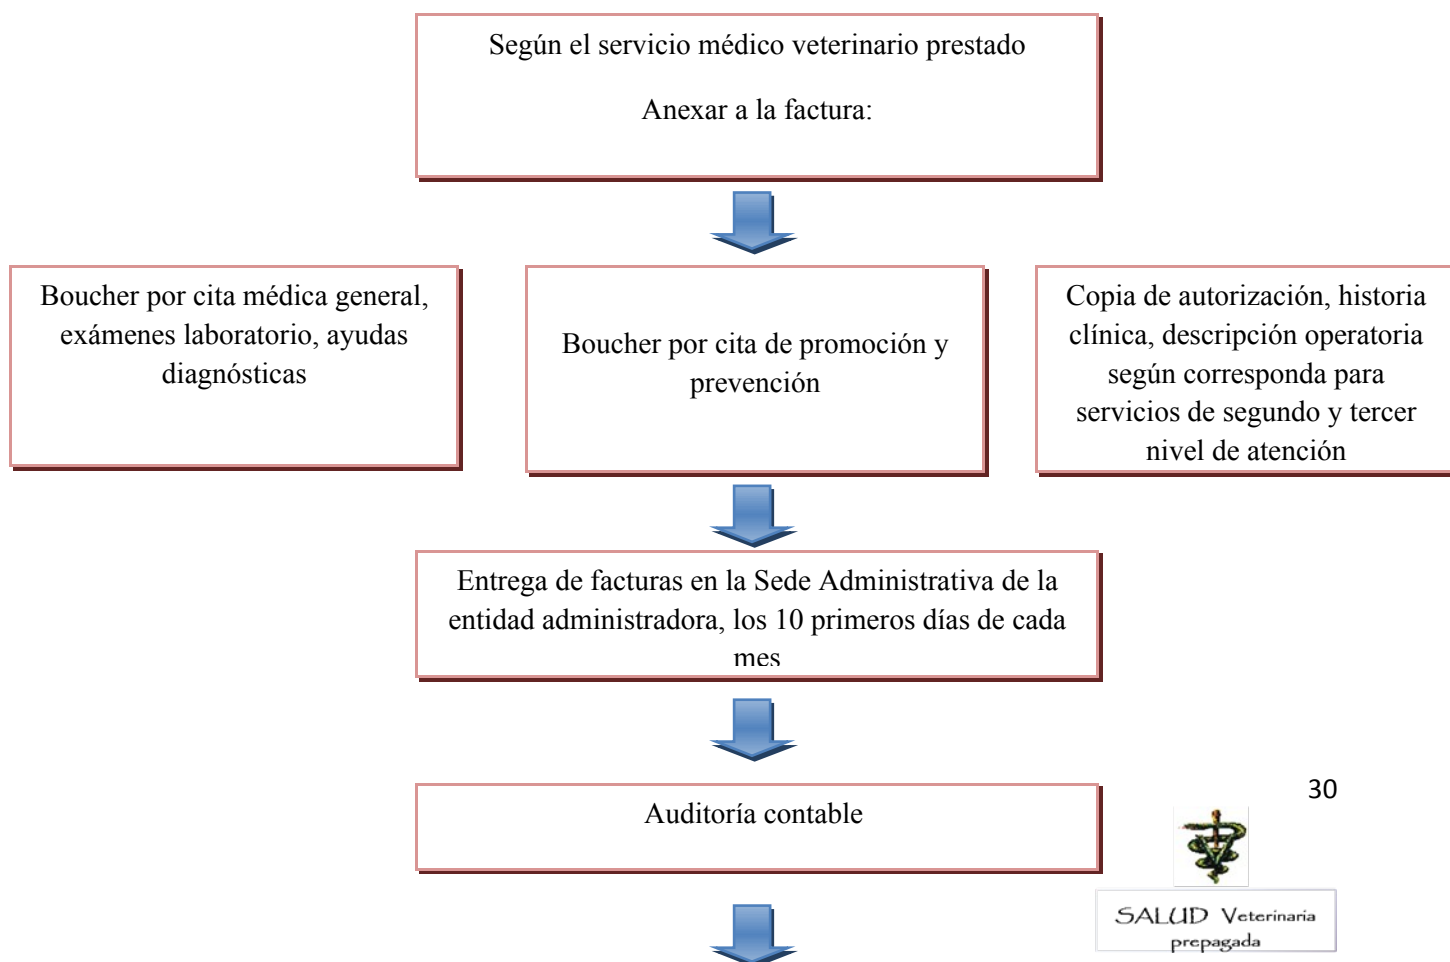 Según el servicio médico veterinario prestado
Anexar a la factura:
Boucher por cita médica general,
exámenes laboratorio, ayudas
diagnósticas
Boucher por cita de promoción y
prevención
Copia de autorización, historia
clínica, descripción operatoria
según corresponda para
servicios de segundo y tercer
nivel de atención
Entrega de facturas en la Sede Administrativa de la
entidad administradora, los 10 primeros días de cada
mes
Auditoría contable
30
SALUD Veterinaria
prepagada